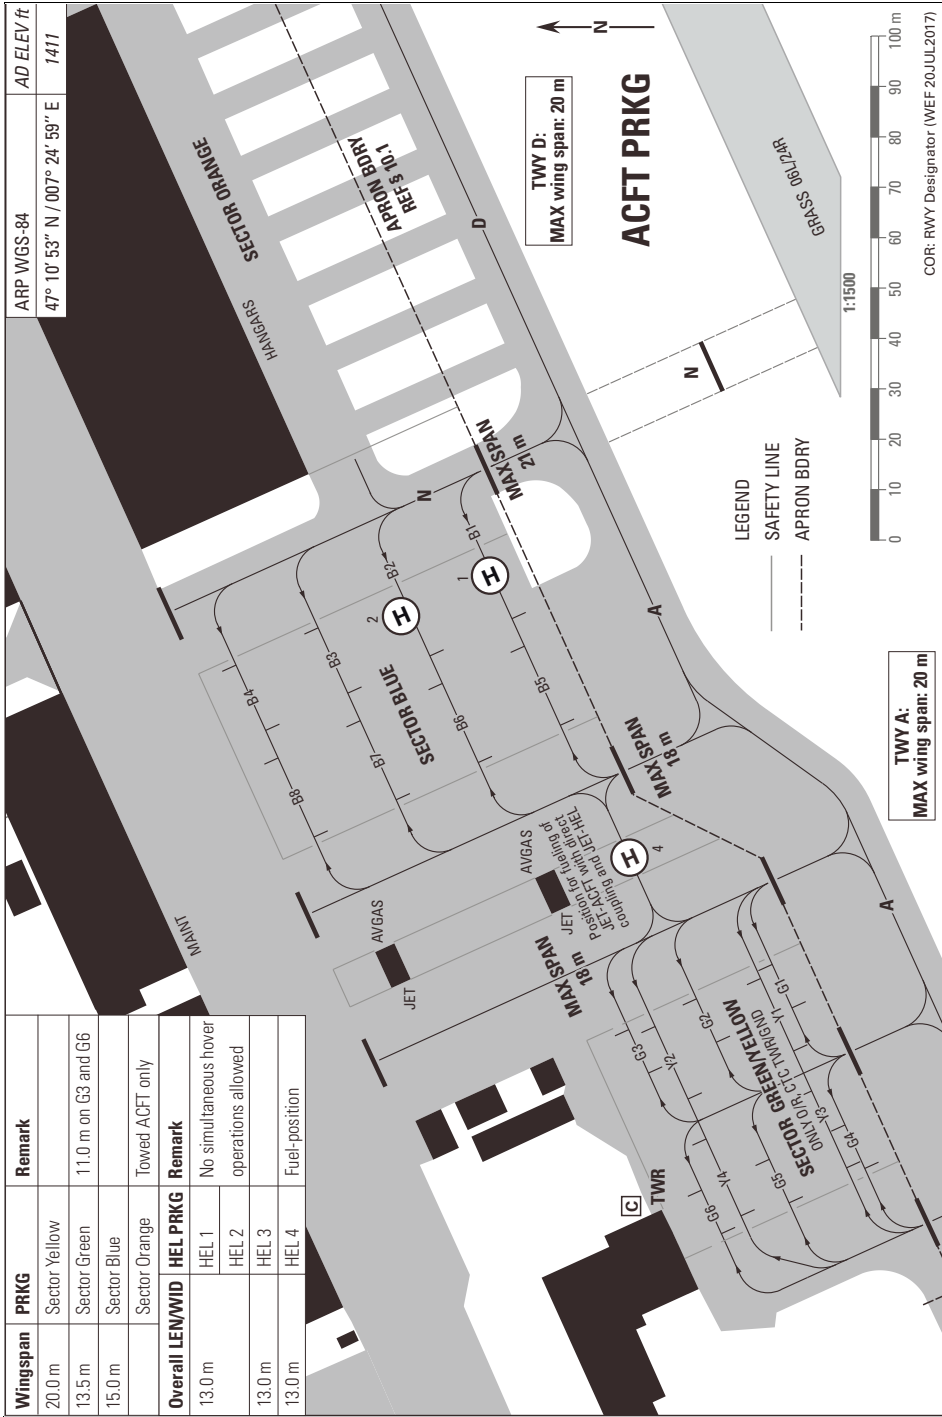 ARP WGS-84
AD ELEV ft
47° 10' 53" N / 007° 24' 59" E
1411
Wingspan PRKG Remark
20.0 m Sector Yellow
13.5 m Sector Green 11.0 m on G3 and G6
15.0 m Sector Blue
Sector Orange Towed ACFT only
Overall LEN/WID HEL PRKG Remark
13.0 m HEL 1 No simultaneous hover
HEL 2 operations allowed
13.0 m HEL 3
13.0 m HEL 4 Fuel-position
ACFT PRKG
N
TWY D:
MAX wing span: 20 m
TWY A:
MAX wing span: 20 m
SECTOR ORANGE
HANGARS
APRON BDRY
REF § 10.1
D
GRASS 06L/24R
N
MAX SPAN
21 m
N
B1
B2
B3
B4
B5
B6
B7
B8
SECTOR BLUE
H
1
H
2
H
4
A
MAX SPAN
18 m
MAINT
AVGAS
JET
AVGAS
JET
Position for fueling of
JET-ACFT with direct
coupling and JET-HEL
MAX SPAN
18 m
A
G1
G2
G3
G4
G5
G6
Y1
Y2
Y3
Y4
SECTOR GREEN/YELLOW
ONLY O/R, CTC TWR/GND
C
TWR
LEGEND
SAFETY LINE
APRON BDRY
1:1500
0 10 20 30 40 50 60 70 80 90 100 m
COR: RWY Designator (WEF 20JUL2017)